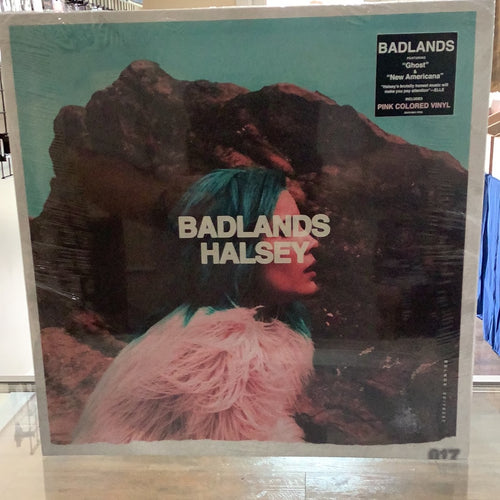 BADLANDS
FEATURING
"Ghost"
&
"New Americana"
"Halsey's brutally honest music will
make you pay attention" —ELLE
INCLUDES
PINK COLORED VINYL
BADLANDS
HALSEY
017